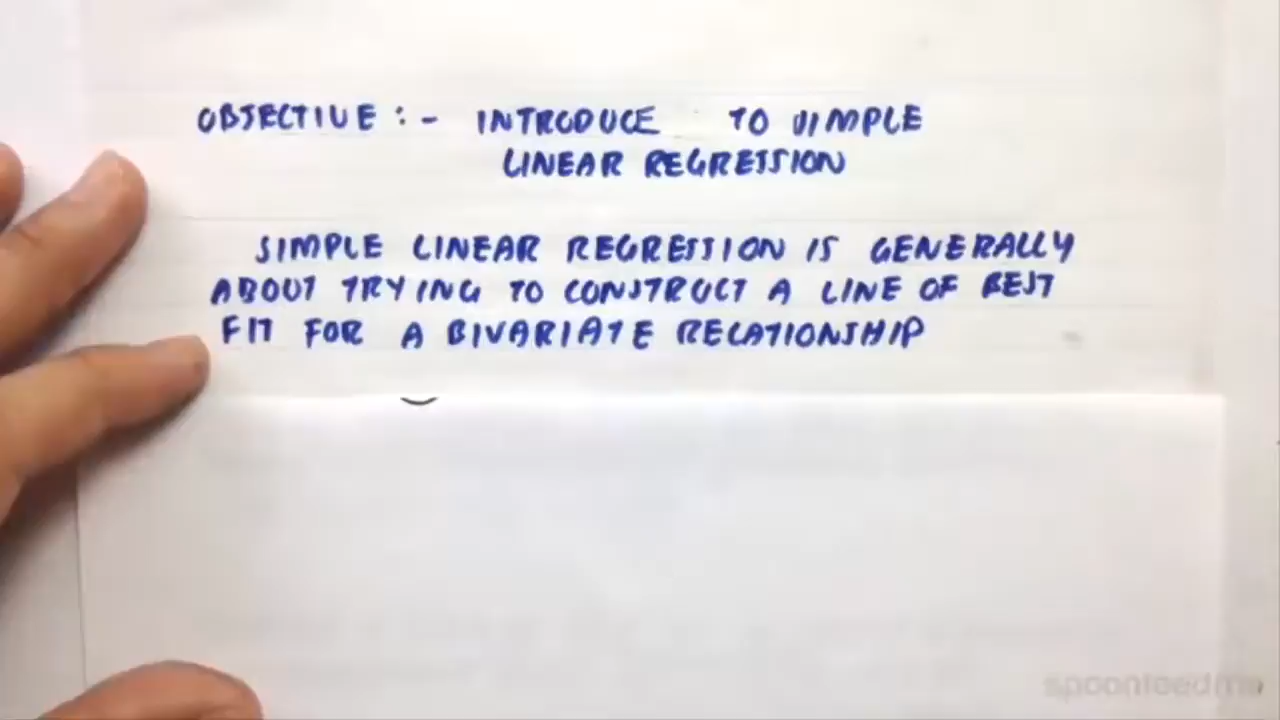 OBJECTIVE :- INTRODUCE TO SIMPLE
LINEAR REGRESSION
SIMPLE LINEAR REGRESSION IS GENERALLY
ABOUT TRYING TO CONSTRUCT A LINE OF BEST
FIT FOR A BIVARIATE RELATIONSHIP
spoonfeedme